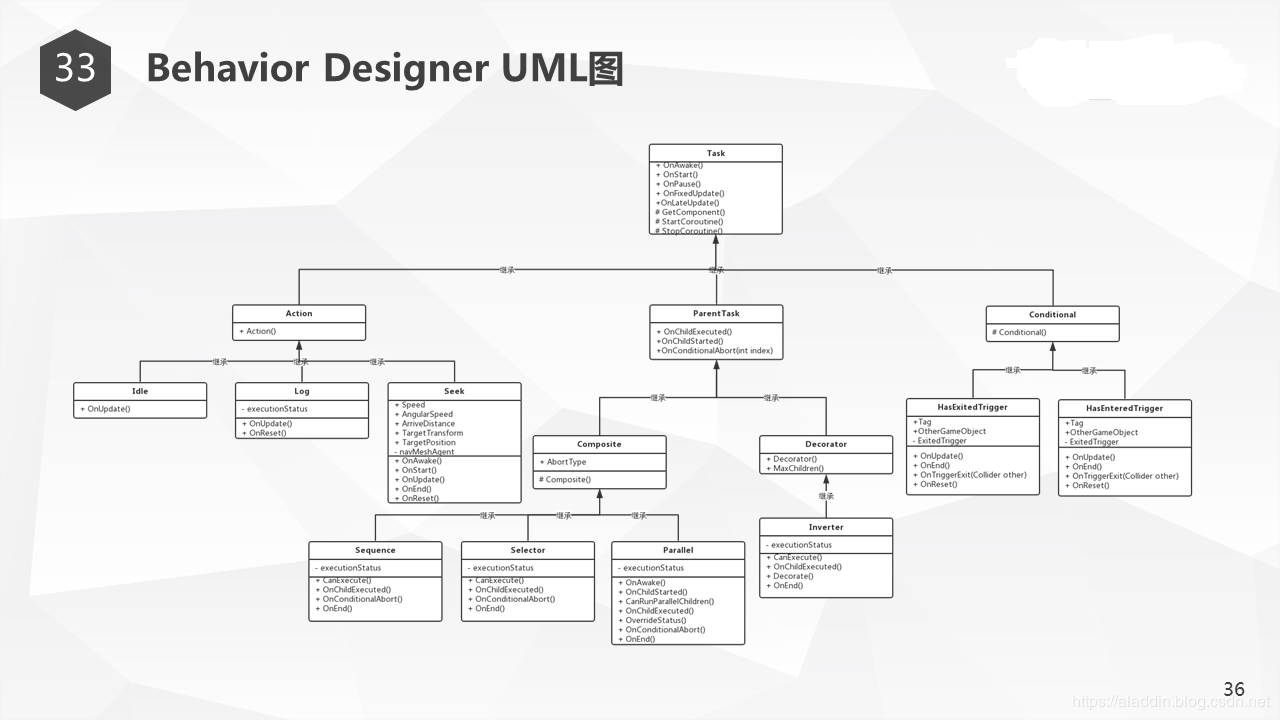 33
Behavior Designer UML图
Task
+ OnAwake()
+ OnStart()
+ OnPause()
+ OnFixedUpdate()
+OnLateUpdate()
# GetComponent()
# StartCoroutine()
# StopCoroutine()
继承
继承
继承
Action
+ Action()
ParentTask
+ OnChildExecuted()
+OnChildStarted()
+OnConditionalAbort(int index)
Conditional
# Conditional()
继承
继承
继承
继承
继承
Idle
+ OnUpdate()
Log
- executionStatus
+ OnUpdate()
+ OnReset()
Seek
+ Speed
+ AngularSpeed
+ ArriveDistance
+ TargetTransform
+ TargetPosition
- navMeshAgent
+ OnAwake()
+ OnStart()
+ OnUpdate()
+ OnEnd()
+ OnReset()
继承
继承
Composite
+ AbortType
# Composite()
Decorator
+ Decorator()
+ MaxChildren()
HasExitedTrigger
+Tag
+OtherGameObject
- ExitedTrigger
+ OnUpdate()
+ OnEnd()
+ OnTriggerExit(Collider other)
+ OnReset()
HasEnteredTrigger
+Tag
+OtherGameObject
- ExitedTrigger
+ OnUpdate()
+ OnEnd()
+ OnTriggerExit(Collider other)
+ OnReset()
继承
继承
继承
继承
Sequence
- executionStatus
+ CanExecute()
+ OnChildExecuted()
+ OnConditionalAbort()
+ OnEnd()
Selector
- executionStatus
+ CanExecute()
+ OnChildExecuted()
+ OnConditionalAbort()
+ OnEnd()
Parallel
- executionStatus
+ OnAwake()
+ OnChildStarted()
+ CanRunParallelChildren()
+ OnChildExecuted()
+ OverrideStatus()
+ OnConditionalAbort()
+ OnEnd()
Inverter
- executionStatus
+ CanExecute()
+ OnChildExecuted()
+ Decorate()
+ OnEnd()
36
https://aladdin.blog.csdn.net